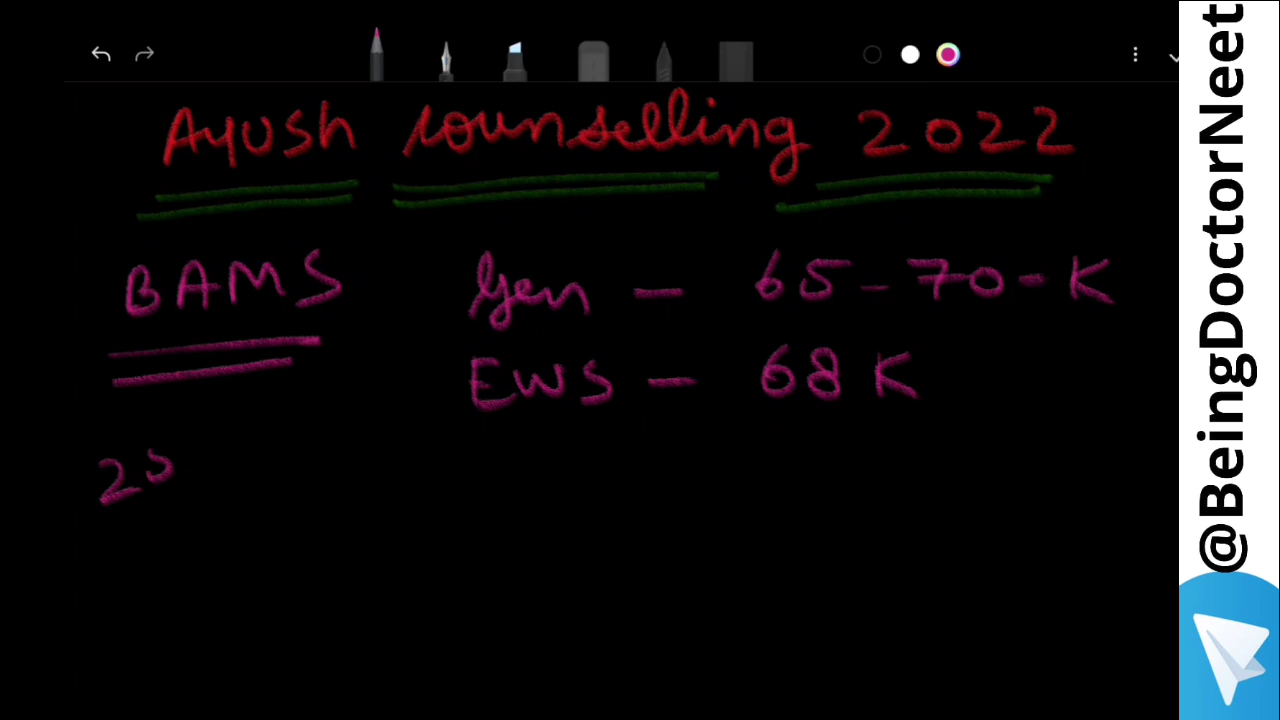 Ayush counselling 2022
BAMS Gen - 65-70-K
EWS - 68 K
@BeingDoctorNeet